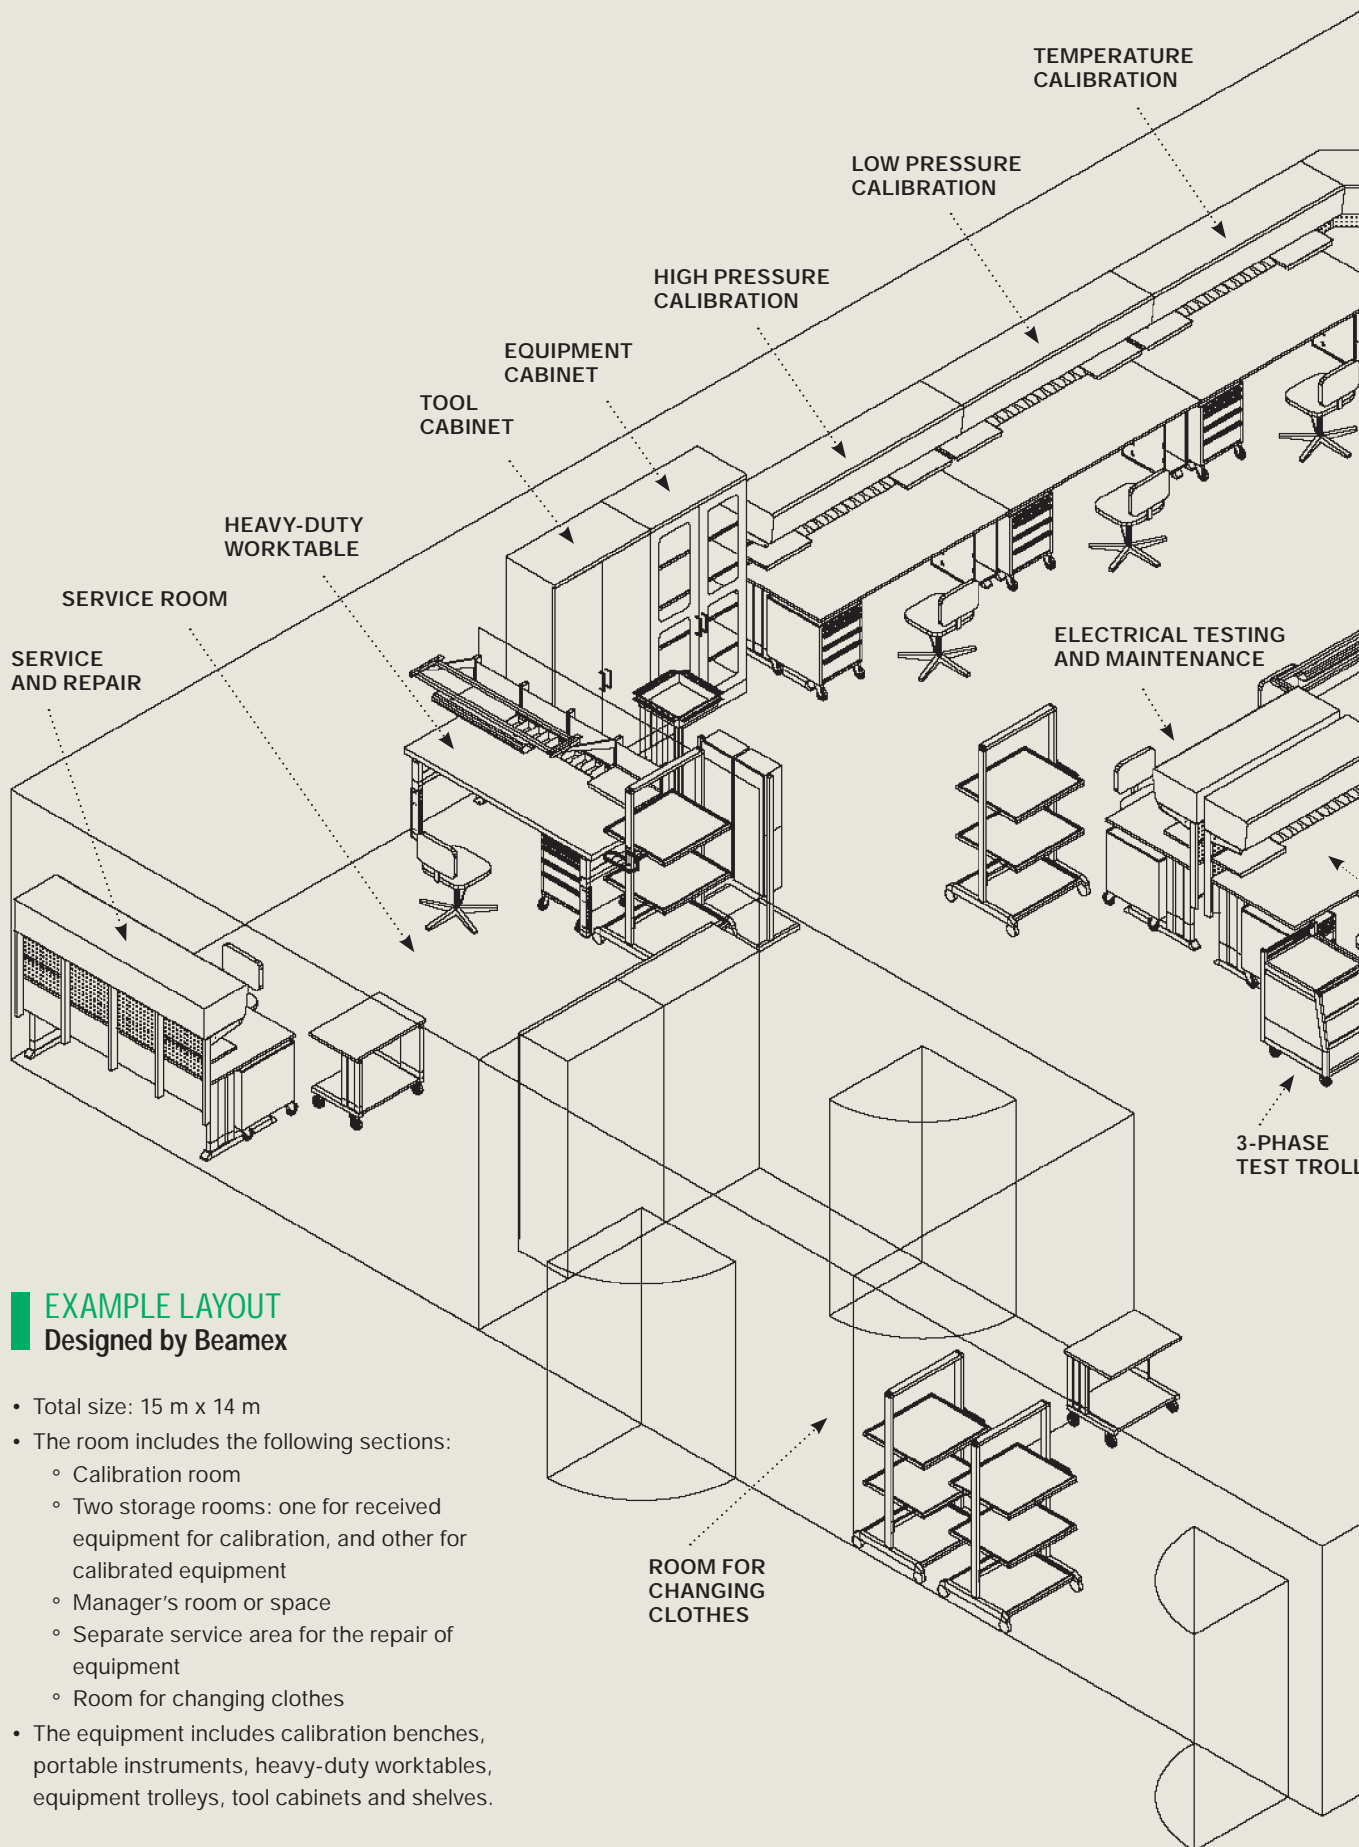 TEMPERATURE
CALIBRATION
LOW PRESSURE
CALIBRATION
HIGH PRESSURE
CALIBRATION
EQUIPMENT
CABINET
TOOL
CABINET
HEAVY-DUTY
WORKTABLE
SERVICE ROOM
SERVICE
AND REPAIR
ELECTRICAL TESTING
AND MAINTENANCE
3-PHASE
TEST TROLL
EXAMPLE LAYOUT
Designed by Beamex
• Total size: 15 m x 14 m
• The room includes the following sections:
° Calibration room
° Two storage rooms: one for received
equipment for calibration, and other for
calibrated equipment
° Manager's room or space
° Separate service area for the repair of
equipment
° Room for changing clothes
• The equipment includes calibration benches,
portable instruments, heavy-duty worktables,
equipment trolleys, tool cabinets and shelves.
ROOM FOR
CHANGING
CLOTHES